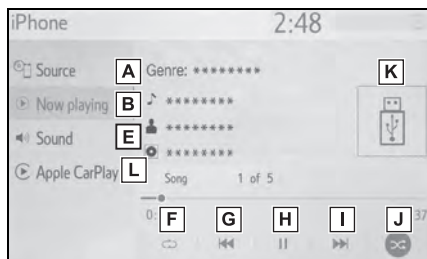 iPhone 2:48
Source A Genre: ******** K
Now playing B ********
Sound E ********
********
Apple CarPlay L Song 1 of 5
0: 37
F G H I J